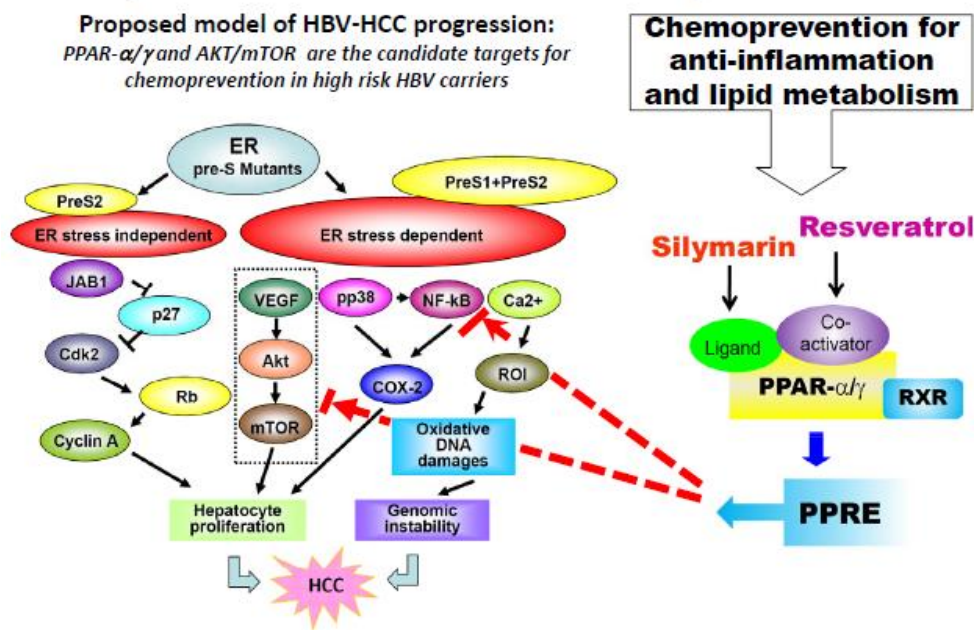 Proposed model of HBV-HCC progression:
PPAR-α/γ and AKT/mTOR are the candidate targets for
chemoprevention in high risk HBV carriers
Chemoprevention for
anti-inflammation
and lipid metabolism
ER
pre-S Mutants
PreS2
PreS1+PreS2
ER stress independent
ER stress dependent
JAB1
p27
Cdk2
Rb
Cyclin A
VEGF
Akt
mTOR
pp38
NF-kB
Ca2+
COX-2
ROI
Oxidative
DNA
damages
Hepatocyte
proliferation
Genomic
instability
HCC
Silymarin
Resveratrol
Ligand
Co-
activator
PPAR-α/γ
RXR
PPRE